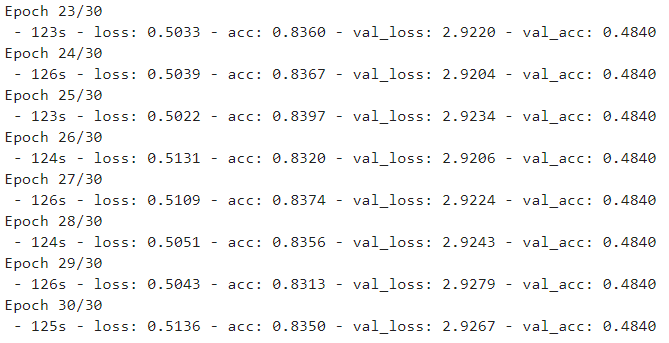 Epoch 23/30
- 123s - loss: 0.5033 - acc: 0.8360 - val_loss: 2.9220 - val_acc: 0.4840
Epoch 24/30
- 126s - loss: 0.5039 - acc: 0.8367 - val_loss: 2.9204 - val_acc: 0.4840
Epoch 25/30
- 123s - loss: 0.5022 - acc: 0.8397 - val_loss: 2.9234 - val_acc: 0.4840
Epoch 26/30
- 124s - loss: 0.5131 - acc: 0.8320 - val_loss: 2.9206 - val_acc: 0.4840
Epoch 27/30
- 126s - loss: 0.5109 - acc: 0.8374 - val_loss: 2.9224 - val_acc: 0.4840
Epoch 28/30
- 124s - loss: 0.5051 - acc: 0.8356 - val_loss: 2.9243 - val_acc: 0.4840
Epoch 29/30
- 126s - loss: 0.5043 - acc: 0.8313 - val_loss: 2.9279 - val_acc: 0.4840
Epoch 30/30
- 125s - loss: 0.5136 - acc: 0.8350 - val_loss: 2.9267 - val_acc: 0.4840